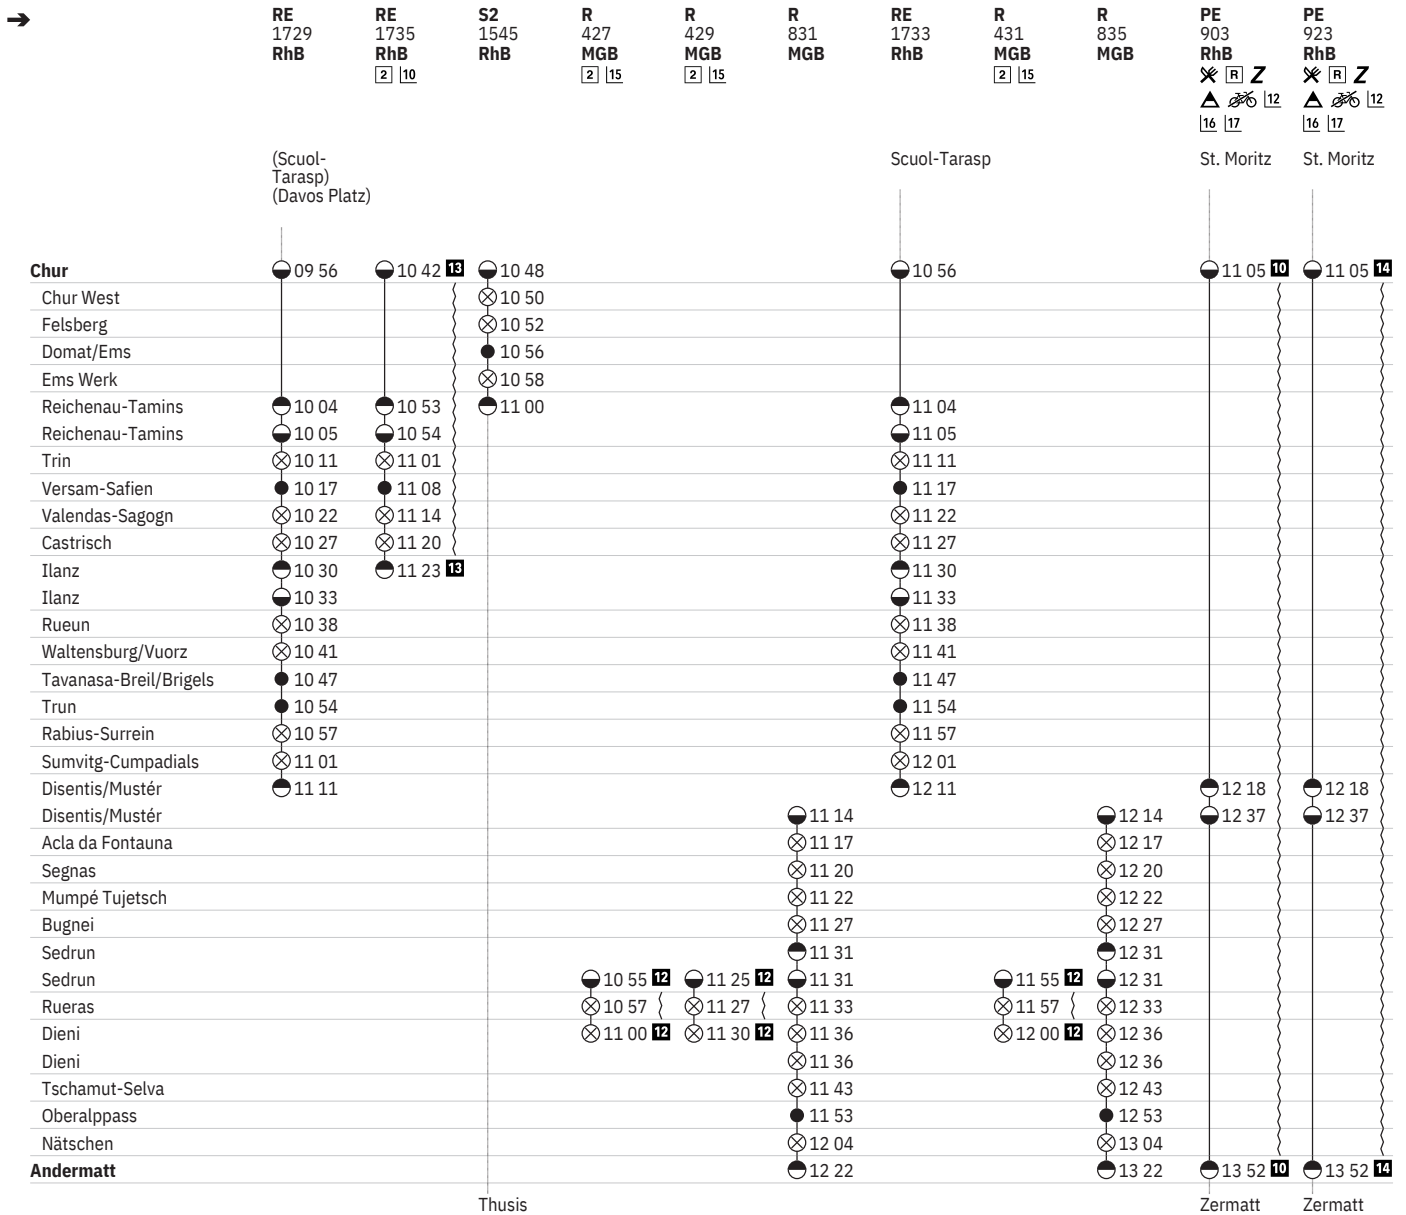 ➔ RE RE S2 R R R RE R R PE PE
1729 1735 1545 427 429 831 1733 431 835 903 923
RhB RhB RhB MGB MGB MGB RhB MGB MGB RhB RhB
2 10 2 15 2 15 2 15 R Z R Z
12 12
16 17 16 17
(Scuol- Scuol-Tarasp St. Moritz St. Moritz
Tarasp)
(Davos Platz)
Chur 09 56 10 42 13 10 48 10 56 11 05 10 11 05 14
Chur West 10 50
Felsberg 10 52
Domat/Ems 10 56
Ems Werk 10 58
Reichenau-Tamins 10 04 10 53 11 00 11 04
Reichenau-Tamins 10 05 10 54 11 05
Trin 10 11 11 01 11 11
Versam-Safien 10 17 11 08 11 17
Valendas-Sagogn 10 22 11 14 11 22
Castrisch 10 27 11 20 11 27
Ilanz 10 30 11 23 13 11 30
Ilanz 10 33 11 33
Rueun 10 38 11 38
Waltensburg/Vuorz 10 41 11 41
Tavanasa-Breil/Brigels 10 47 11 47
Trun 10 54 11 54
Rabius-Surrein 10 57 11 57
Sumvitg-Cumpadials 11 01 12 01
Disentis/Mustér 11 11 12 11 12 18 12 18
Disentis/Mustér 11 14 12 14 12 37 12 37
Acla da Fontauna 11 17 12 17
Segnas 11 20 12 20
Mumpé Tujetsch 11 22 12 22
Bugnei 11 27 12 27
Sedrun 11 31 12 31
Sedrun 10 55 12 11 25 12 11 31 11 55 12 12 31
Rueras 10 57 11 27 11 33 11 57 12 33
Dieni 11 00 12 11 30 12 11 36 12 00 12 12 36
Dieni 11 36 12 36
Tschamut-Selva 11 43 12 43
Oberalppass 11 53 12 53
Nätschen 12 04 13 04
Andermatt 12 22 13 22 13 52 10 13 52 14
Thusis Zermatt Zermatt